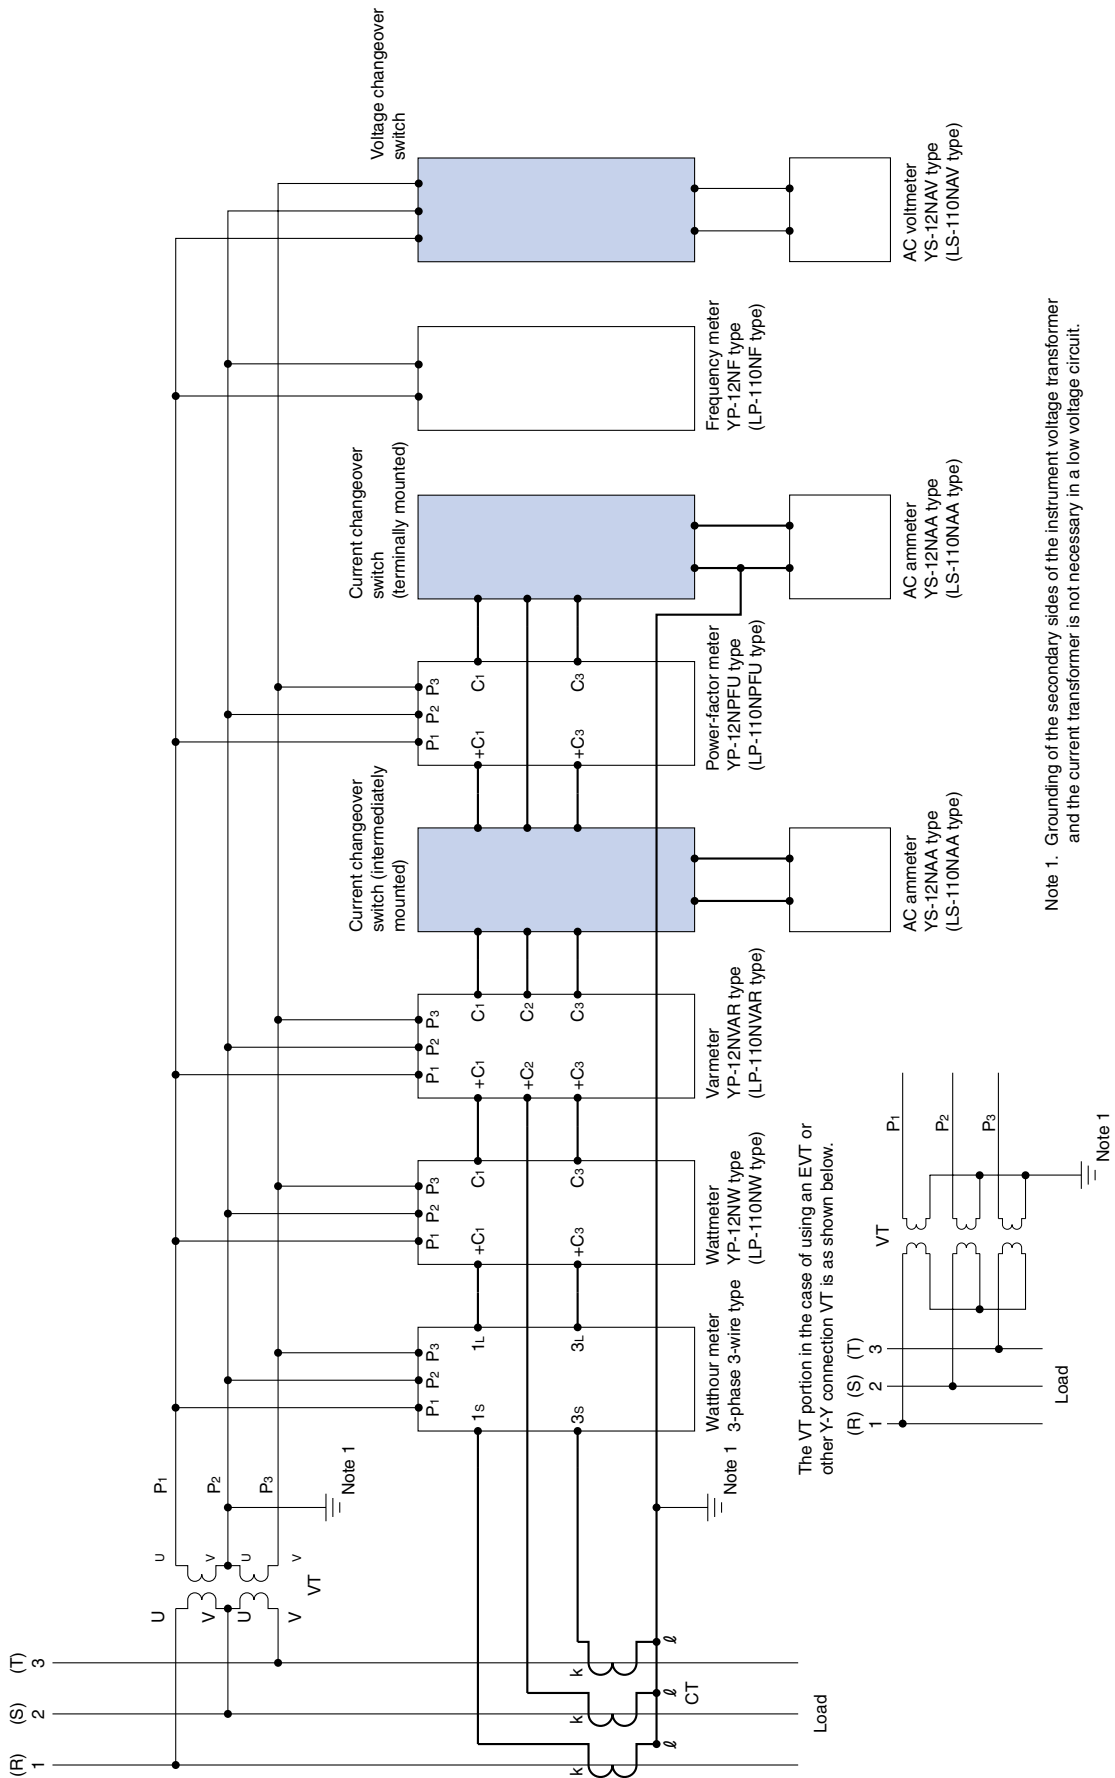 (R) (S) (T)
1 2 3
U
V
U
V
VT
U
V
U
V
P1
P2
P3
Note 1
k
k
k
ℓ
ℓ
ℓ
CT
Load
Note 1
P1 P2 P3
1S
1L
3S
3L
Watthour meter
3-phase 3-wire type
P1 P2 P3
+C1
C1
+C3
C3
Wattmeter
YP-12NW type
(LP-110NW type)
P1 P2 P3
+C1
C1
+C2
C2
+C3
C3
Varmeter
YP-12NVAR type
(LP-110NVAR type)
Current changeover
switch (intermediately
mounted)
AC ammeter
YS-12NAA type
(LS-110NAA type)
P1 P2 P3
+C1
C1
+C3
C3
Power-factor meter
YP-12NPFU type
(LP-110NPFU type)
Current changeover
switch
(terminally mounted)
AC ammeter
YS-12NAA type
(LS-110NAA type)
Frequency meter
YP-12NF type
(LP-110NF type)
Voltage changeover
switch
AC voltmeter
YS-12NAV type
(LS-110NAV type)
The VT portion in the case of using an EVT or
other Y-Y connection VT is as shown below.
(R) (S) (T)
1 2 3
VT
P1
P2
P3
Load
Note 1
Note 1. Grounding of the secondary sides of the instrument voltage transformer
and the current transformer is not necessary in a low voltage circuit.